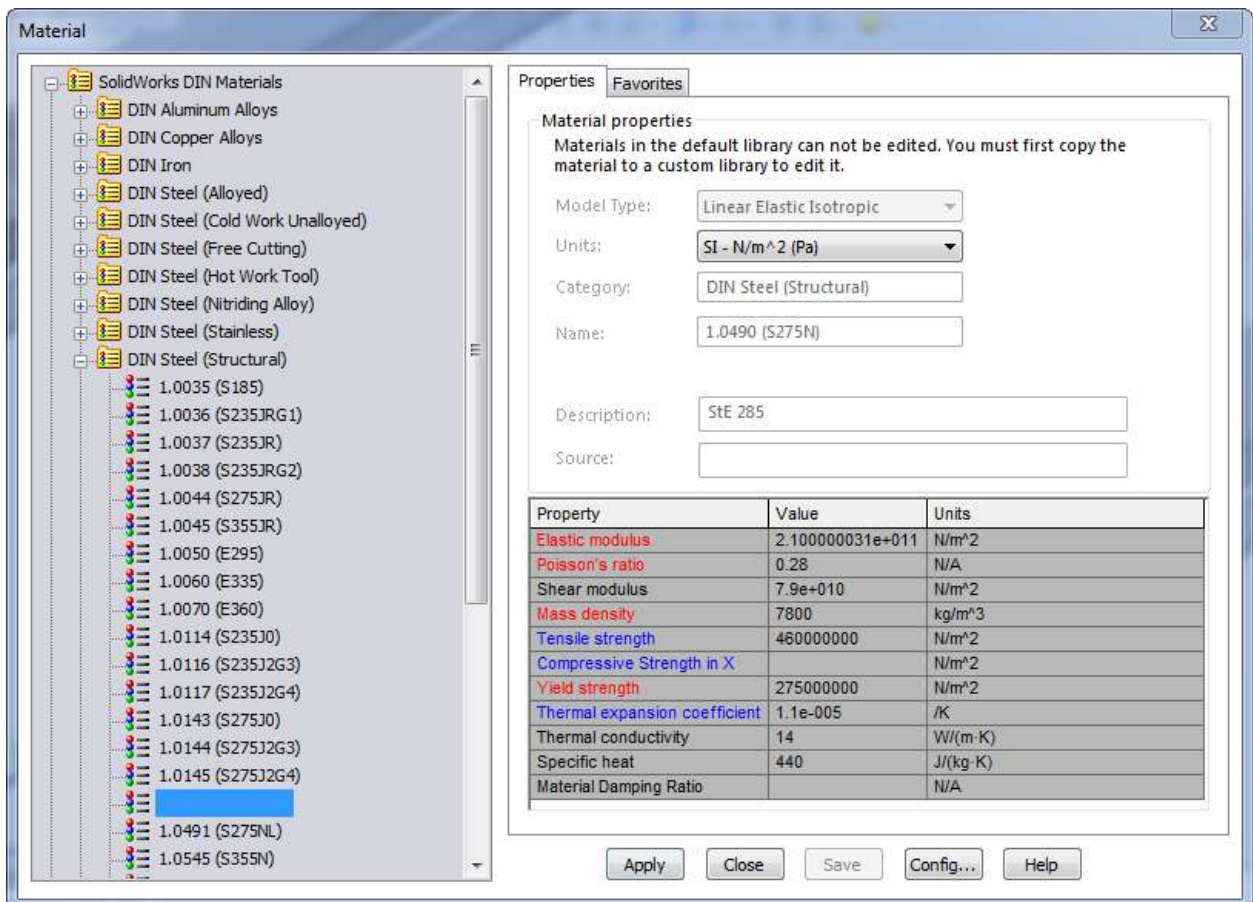 Material
SolidWorks DIN Materials
DIN Aluminum Alloys
DIN Copper Alloys
DIN Iron
DIN Steel (Alloyed)
DIN Steel (Cold Work Unalloyed)
DIN Steel (Free Cutting)
DIN Steel (Hot Work Tool)
DIN Steel (Nitriding Alloy)
DIN Steel (Stainless)
DIN Steel (Structural)
1.0035 (S185)
1.0036 (S235JRG1)
1.0037 (S235JR)
1.0038 (S235JRG2)
1.0044 (S275JR)
1.0045 (S355JR)
1.0050 (E295)
1.0060 (E335)
1.0070 (E360)
1.0114 (S235J0)
1.0116 (S235J2G3)
1.0117 (S235J2G4)
1.0143 (S275J0)
1.0144 (S275J2G3)
1.0145 (S275J2G4)
1.0491 (S275NL)
1.0545 (S355N)
Properties Favorites
Material properties
Materials in the default library can not be edited. You must first copy the
material to a custom library to edit it.
Model Type: Linear Elastic Isotropic
Units: SI - N/m^2 (Pa)
Category: DIN Steel (Structural)
Name: 1.0490 (S275N)
Description: StE 285
Source:
Property Value Units
Elastic modulus 2.100000031e+011 N/m^2
Poisson's ratio 0.28 N/A
Shear modulus 7.9e+010 N/m^2
Mass density 7800 kg/m^3
Tensile strength 460000000 N/m^2
Compressive Strength in X N/m^2
Yield strength 275000000 N/m^2
Thermal expansion coefficient 1.1e-005 /K
Thermal conductivity 14 W/(m·K)
Specific heat 440 J/(kg·K)
Material Damping Ratio N/A
Apply Close Save Config... Help